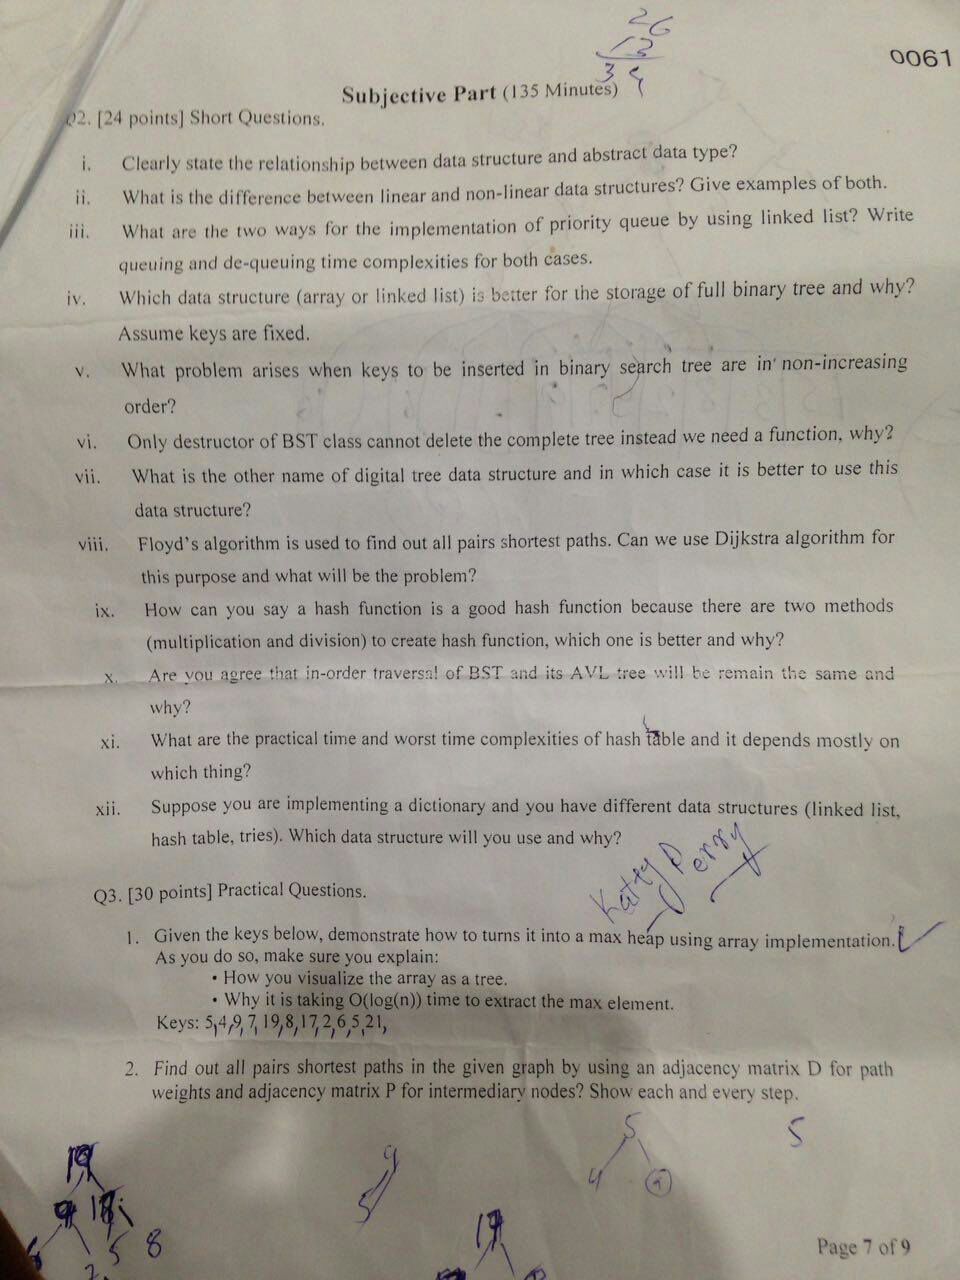 26
12
34
0061
Subjective Part (135 Minutes)
Q2. [24 points] Short Questions.
i. Clearly state the relationship between data structure and abstract data type?
ii. What is the difference between linear and non-linear data structures? Give examples of both.
iii. What are the two ways for the implementation of priority queue by using linked list? Write
queuing and de-queuing time complexities for both cases.
iv. Which data structure (array or linked list) is better for the storage of full binary tree and why?
Assume keys are fixed.
v. What problem arises when keys to be inserted in binary search tree are in non-increasing
order?
vi. Only destructor of BST class cannot delete the complete tree instead we need a function, why?
vii. What is the other name of digital tree data structure and in which case it is better to use this
data structure?
viii. Floyd's algorithm is used to find out all pairs shortest paths. Can we use Dijkstra algorithm for
this purpose and what will be the problem?
ix. How can you say a hash function is a good hash function because there are two methods
(multiplication and division) to create hash function, which one is better and why?
x. Are you agree that in-order traversal of BST and its AVL tree will be remain the same and
why?
xi. What are the practical time and worst time complexities of hash table and it depends mostly on
which thing?
xii. Suppose you are implementing a dictionary and you have different data structures (linked list,
hash table, tries). Which data structure will you use and why?
Katty Perry
Q3. [30 points] Practical Questions.
1. Given the keys below, demonstrate how to turns it into a max heap using array implementation.
As you do so, make sure you explain:
• How you visualize the array as a tree.
• Why it is taking O(log(n)) time to extract the max element.
Keys: 5,4,9,7,19,8,17,2,6,5,21,
2. Find out all pairs shortest paths in the given graph by using an adjacency matrix D for path
weights and adjacency matrix P for intermediary nodes? Show each and every step.
5
5
19
9
4
9
5
5
8
Page 7 of 9